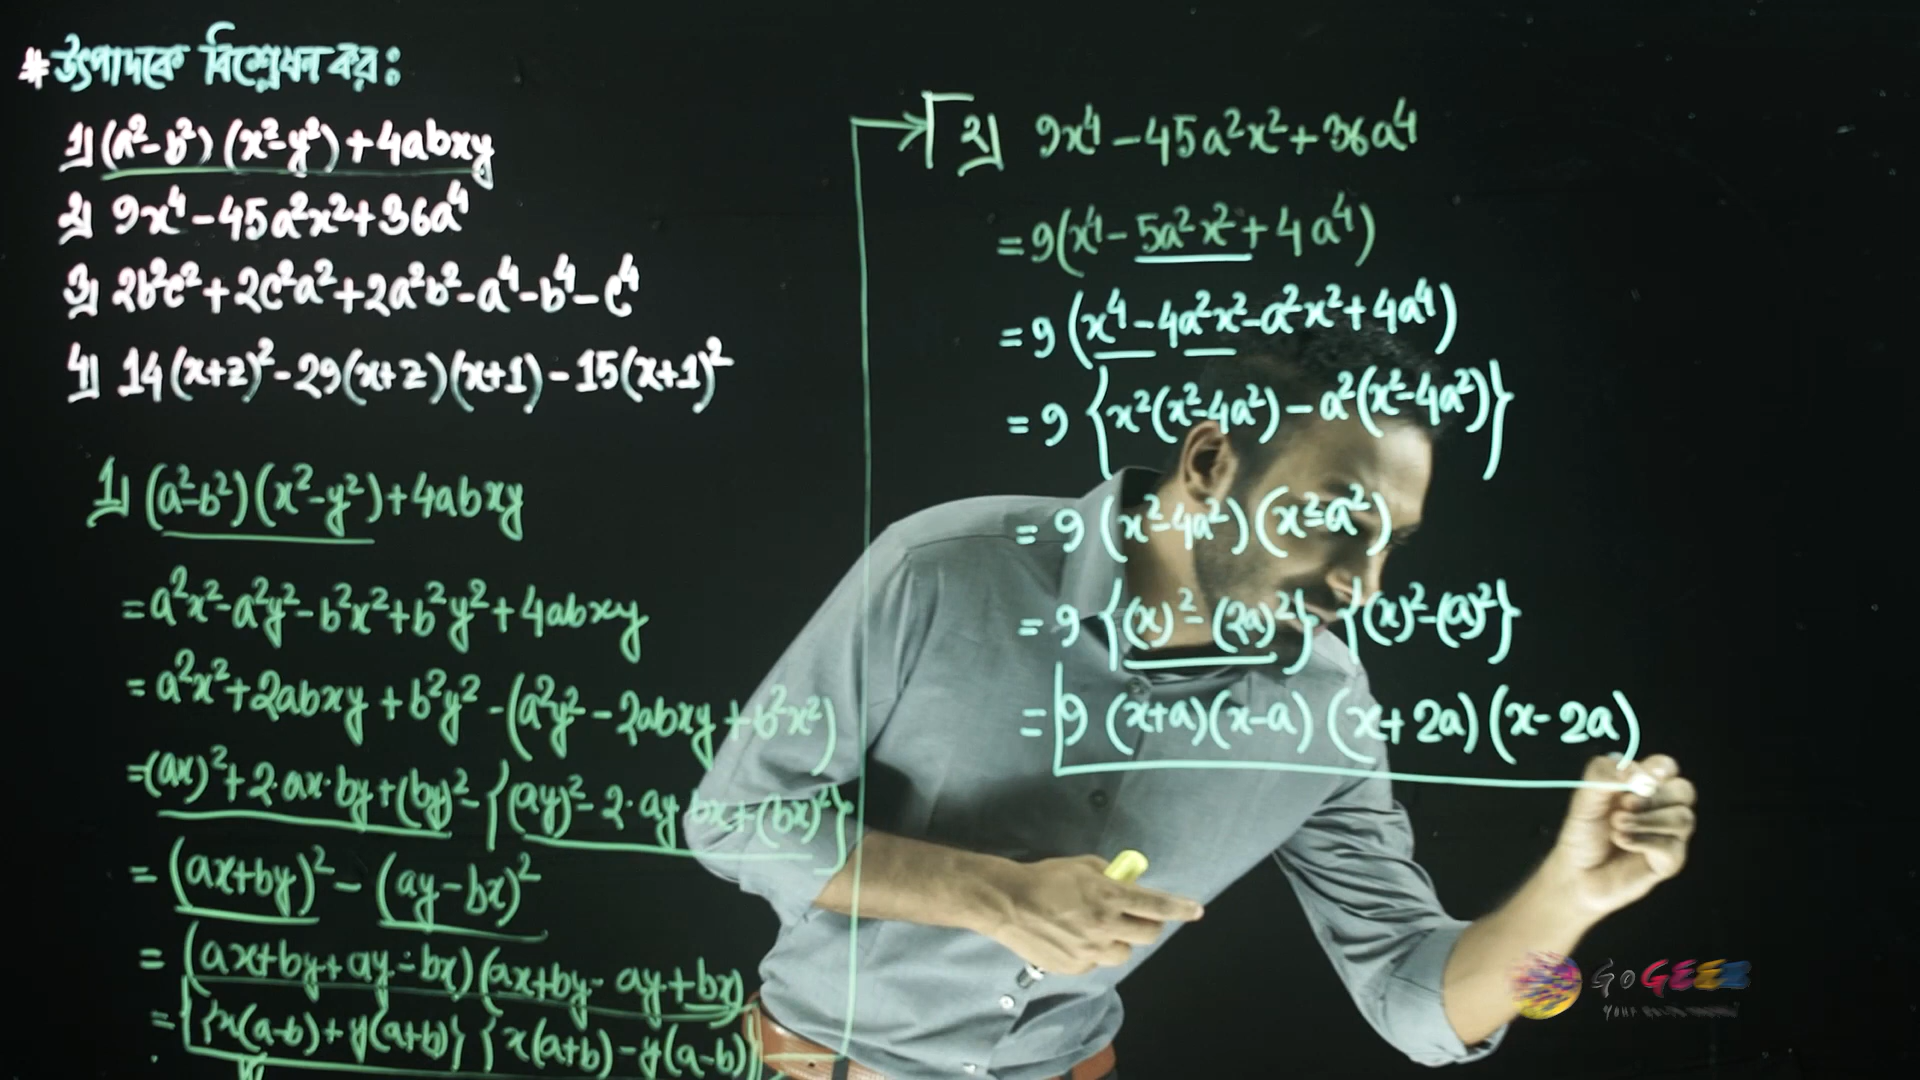 * উৎপাদকে বিশ্লেষন কর:
১) (a²-b²) (x²-y²) + 4abxy
২) 9x⁴ - 45a²x² + 36a⁴
৩) 2b²c² + 2c²a² + 2a²b² - a⁴ - b⁴ - c⁴
৪) 14(x+z)² - 29(x+z)(x+1) - 15(x+1)²
১) (a²-b²) (x²-y²) + 4abxy
= a²x² - a²y² - b²x² + b²y² + 4abxy
= a²x² + 2abxy + b²y² - (a²y² - 2abxy + b²x²)
= (ax)² + 2·ax·by + (by)² - {(ay)² - 2·ay·bx + (bx)²}
= (ax+by)² - (ay-bx)²
= (ax+by+ay-bx)(ax+by-ay+bx)
= {x(a-b)+y(a+b)} {x(a+b)-y(a-b)}
২) 9x⁴ - 45a²x² + 36a⁴
= 9(x⁴ - 5a²x² + 4a⁴)
= 9(x⁴ - 4a²x² - a²x² + 4a⁴)
= 9{x²(x²-4a²) - a²(x²-4a²)}
= 9(x²-4a²)(x²-a²)
= 9{(x)² - (2a)²} {(x)² - (a)²}
= 9(x+a)(x-a)(x+2a)(x-2a)
GOGEEZ